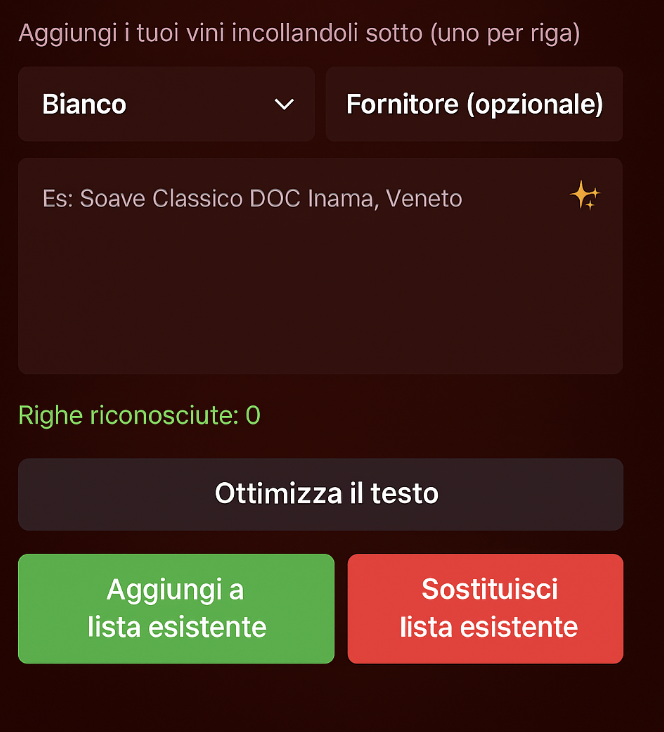 Aggiungi i tuoi vini incollandoli sotto (uno per riga)
Bianco
Fornitore (opzionale)
Es: Soave Classico DOC Inama, Veneto
Righe riconosciute: 0
Ottimizza il testo
Aggiungi a
lista esistente
Sostituisci
lista esistente